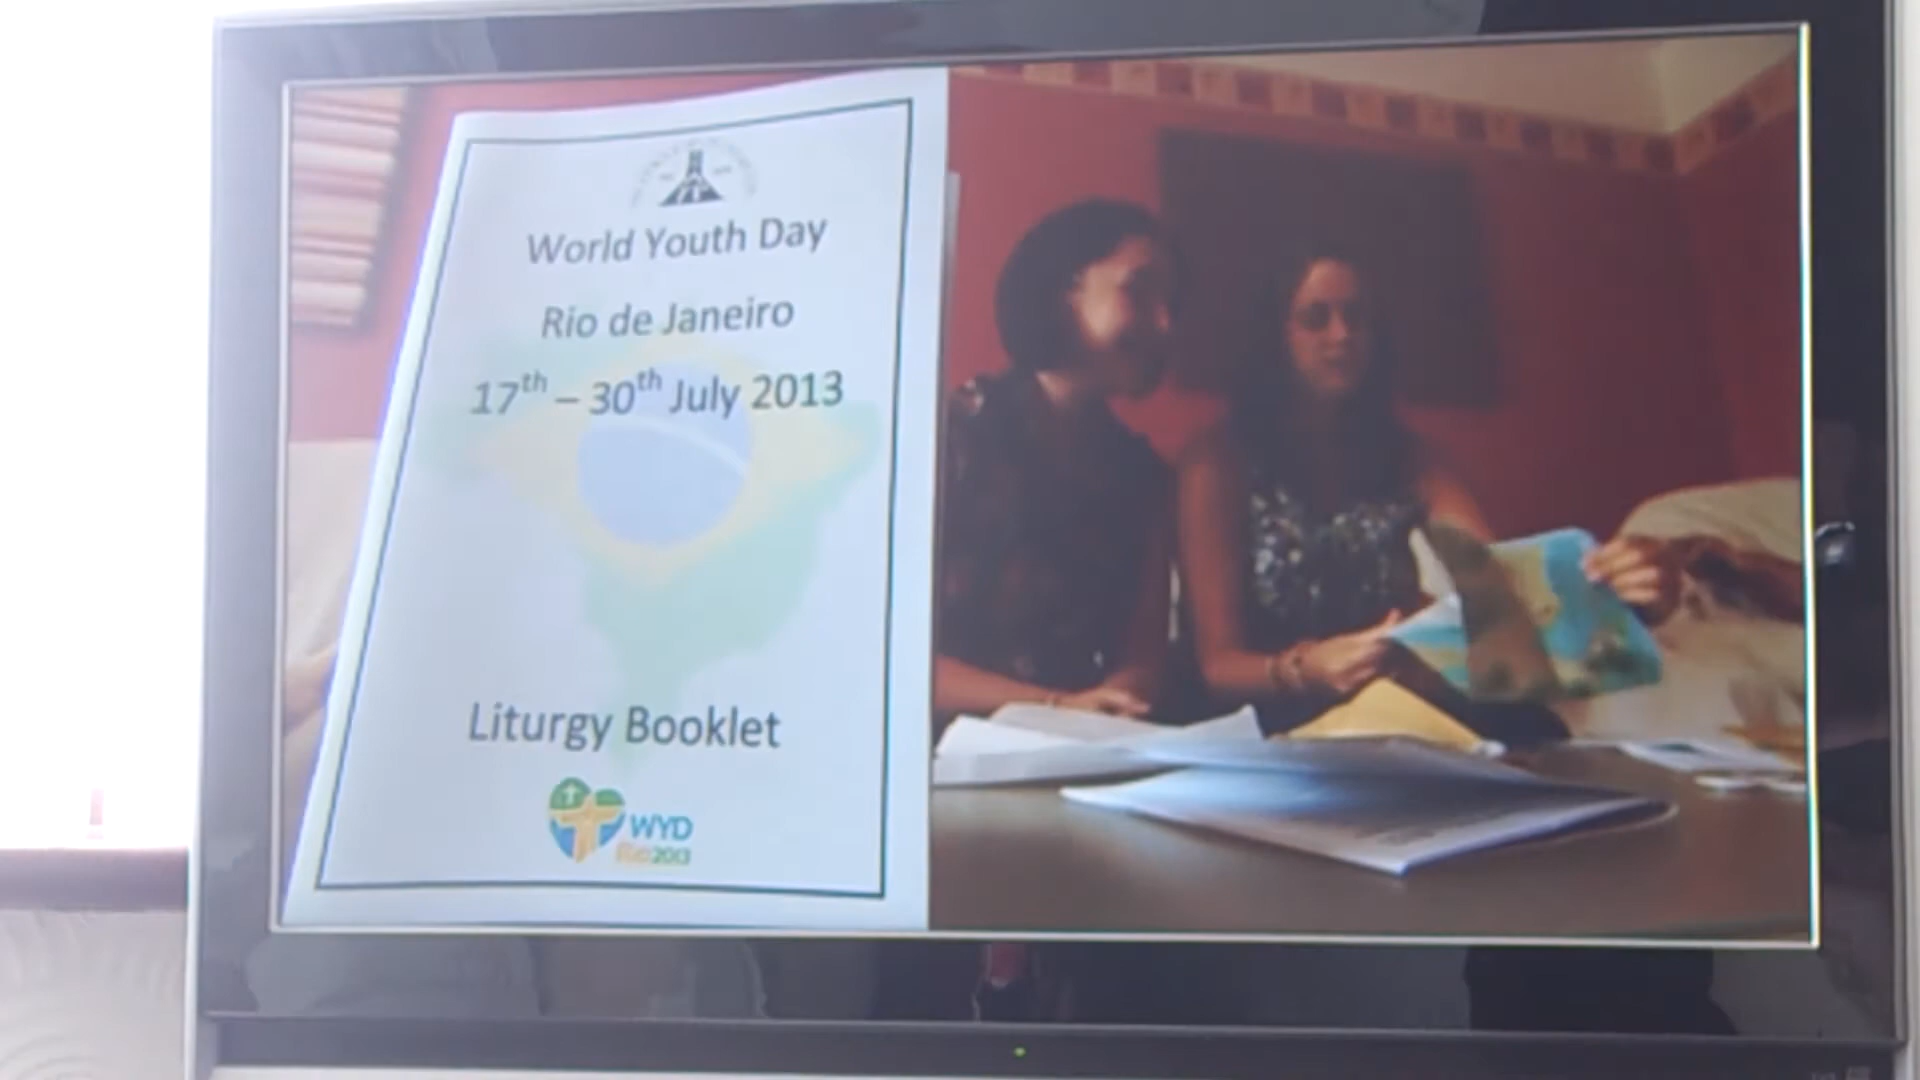 World Youth Day
Rio de Janeiro
17th – 30th July 2013
Liturgy Booklet
WYD
Rio2013